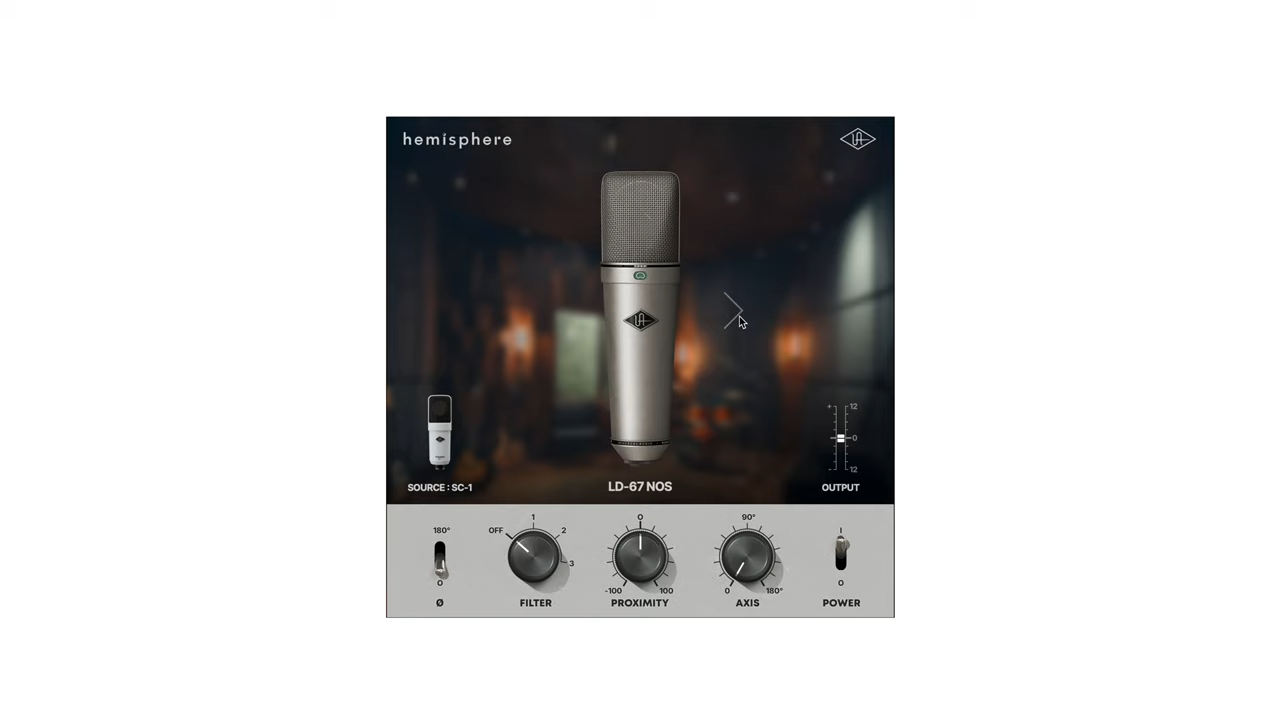 hemisphere
+ 12
0
12
SOURCE : SC-1
LD-67 NOS
OUTPUT
180°
0
Ø
OFF
1
2
3
FILTER
0
-100
100
PROXIMITY
90°
0
180°
AXIS
I
0
POWER